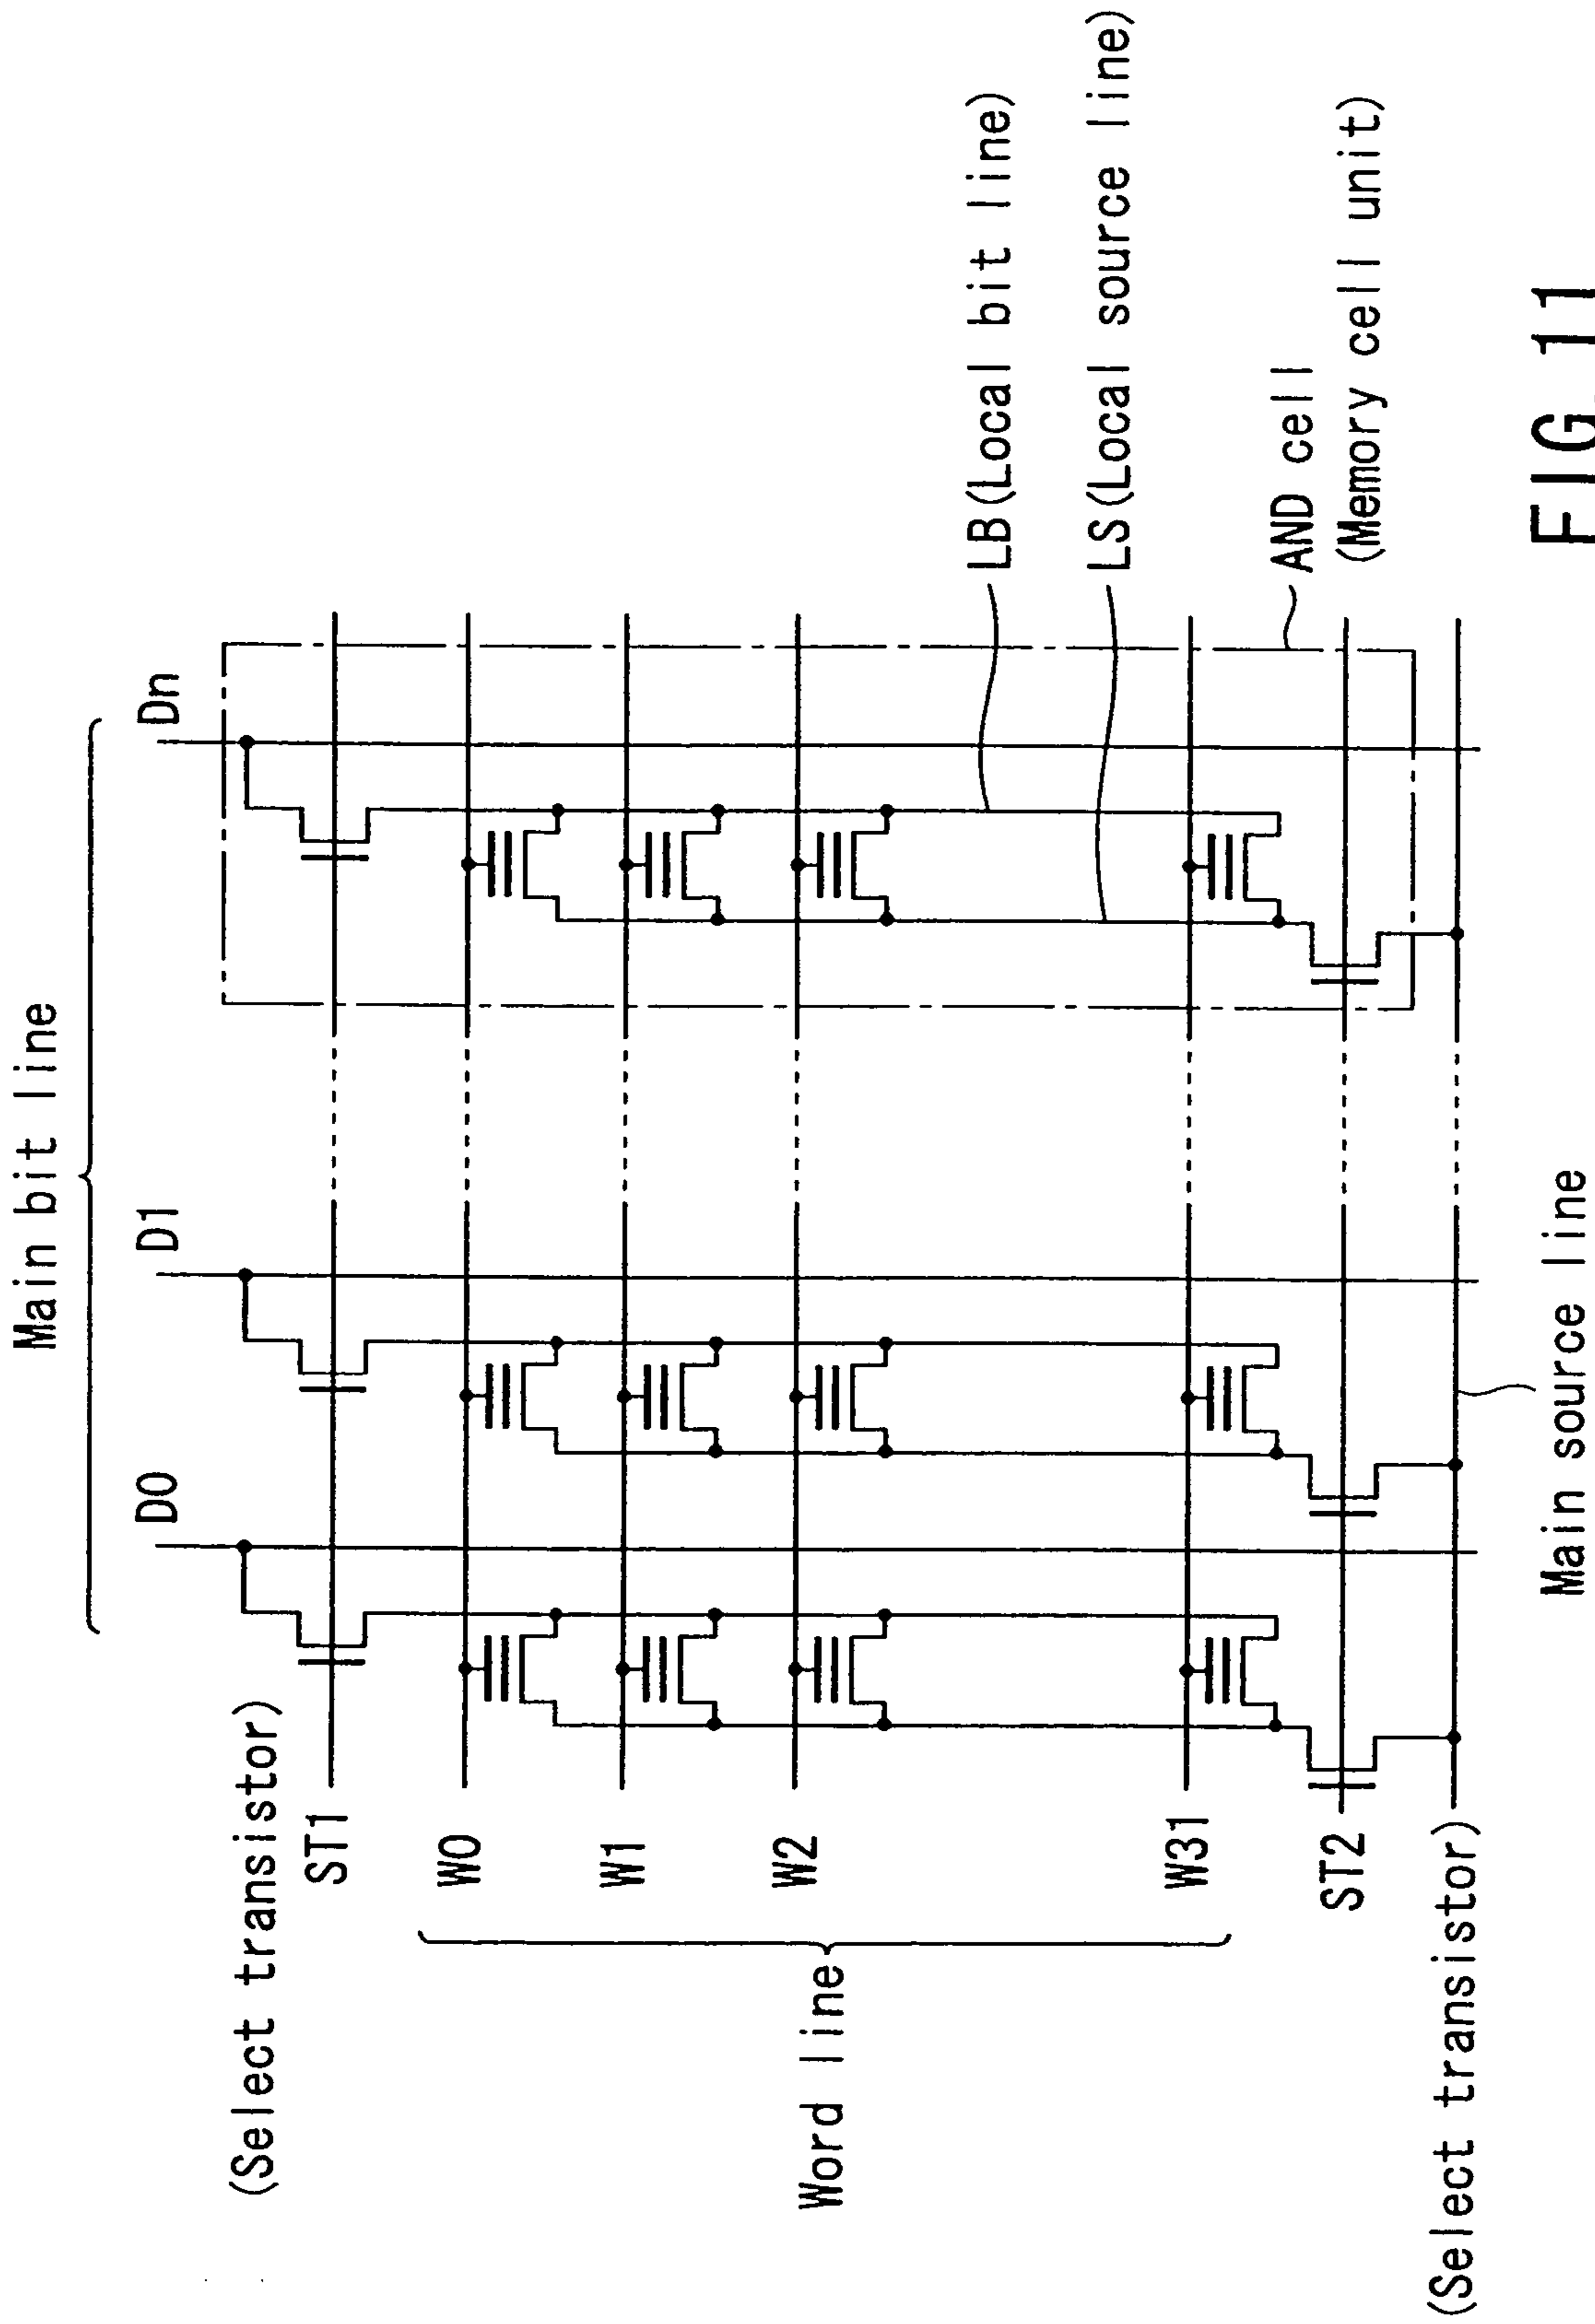 Main bit line
D0
D1
Dn
(Select transistor)
ST1
W0
W1
W2
Word line
W31
ST2
(Select transistor)
LB(Local bit line)
LS(Local source line)
AND cell
(Memory cell unit)
Main source line
FIG.11